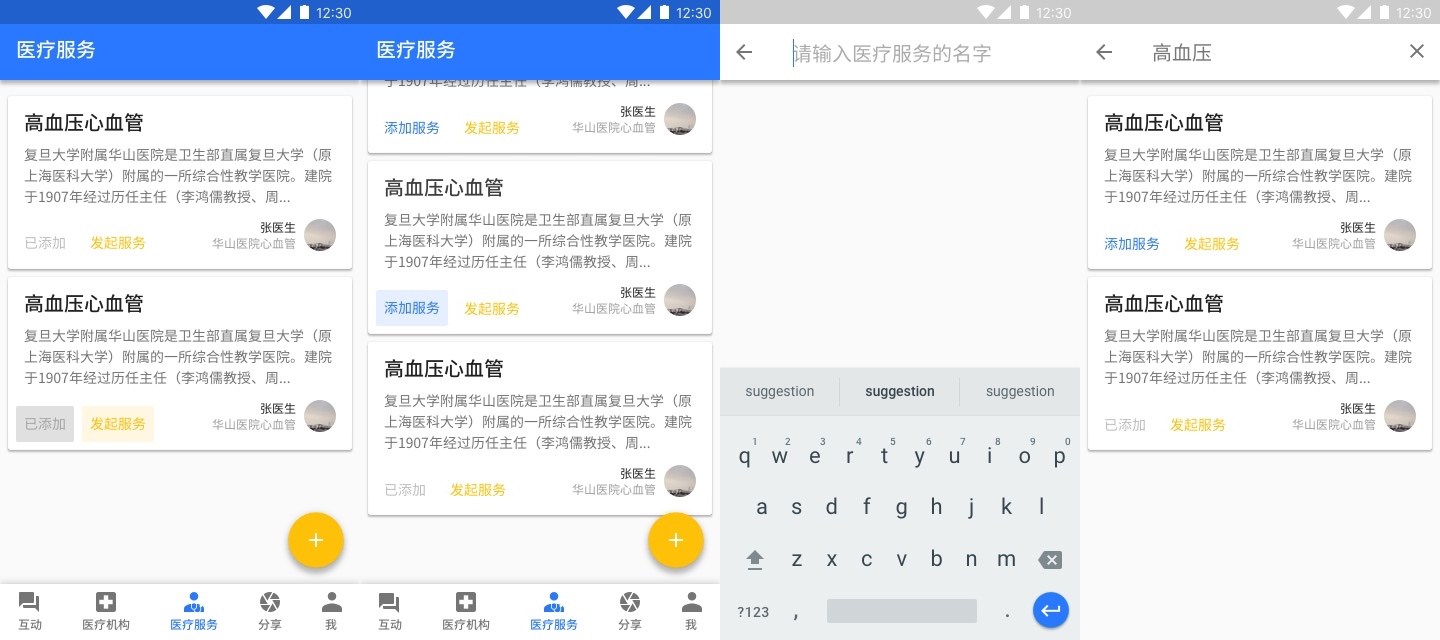 12:30
医疗服务
高血压心血管
复旦大学附属华山医院是卫生部直属复旦大学（原
上海医科大学）附属的一所综合性教学医院。建院
于1907年经过历任主任（李鸿儒教授、周...
张医生
已添加 发起服务 华山医院心血管
高血压心血管
复旦大学附属华山医院是卫生部直属复旦大学（原
上海医科大学）附属的一所综合性教学医院。建院
于1907年经过历任主任（李鸿儒教授、周...
张医生
已添加 发起服务 华山医院心血管
+
互动 医疗机构 医疗服务 分享 我
12:30
医疗服务
于1907年经过历任主任（李鸿儒教授、周...
张医生
添加服务 发起服务 华山医院心血管
高血压心血管
复旦大学附属华山医院是卫生部直属复旦大学（原
上海医科大学）附属的一所综合性教学医院。建院
于1907年经过历任主任（李鸿儒教授、周...
张医生
添加服务 发起服务 华山医院心血管
高血压心血管
复旦大学附属华山医院是卫生部直属复旦大学（原
上海医科大学）附属的一所综合性教学医院。建院
于1907年经过历任主任（李鸿儒教授、周...
张医生
已添加 发起服务 华山医院心血管
+
互动 医疗机构 医疗服务 分享 我
12:30
请输入医疗服务的名字
suggestion suggestion suggestion
1 2 3 4 5 6 7 8 9 0
q w e r t y u i o p
a s d f g h j k l
z x c v b n m
?123 , .
12:30
高血压
高血压心血管
复旦大学附属华山医院是卫生部直属复旦大学（原
上海医科大学）附属的一所综合性教学医院。建院
于1907年经过历任主任（李鸿儒教授、周...
张医生
添加服务 发起服务 华山医院心血管
高血压心血管
复旦大学附属华山医院是卫生部直属复旦大学（原
上海医科大学）附属的一所综合性教学医院。建院
于1907年经过历任主任（李鸿儒教授、周...
张医生
已添加 发起服务 华山医院心血管